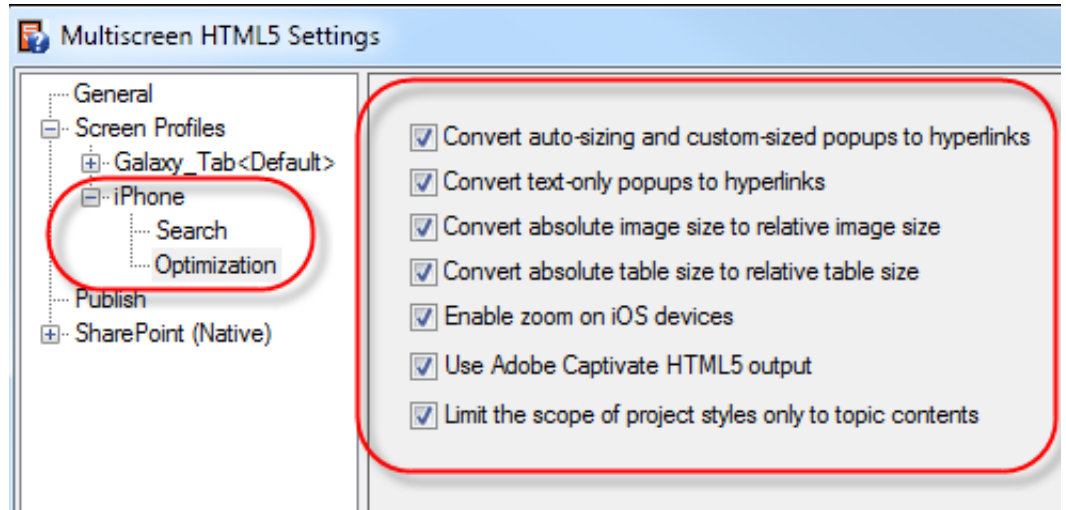 Multiscreen HTML5 Settings
General
Screen Profiles
Galaxy_Tab<Default>
iPhone
Search
Optimization
Publish
SharePoint (Native)
Convert auto-sizing and custom-sized popups to hyperlinks
Convert text-only popups to hyperlinks
Convert absolute image size to relative image size
Convert absolute table size to relative table size
Enable zoom on iOS devices
Use Adobe Captivate HTML5 output
Limit the scope of project styles only to topic contents